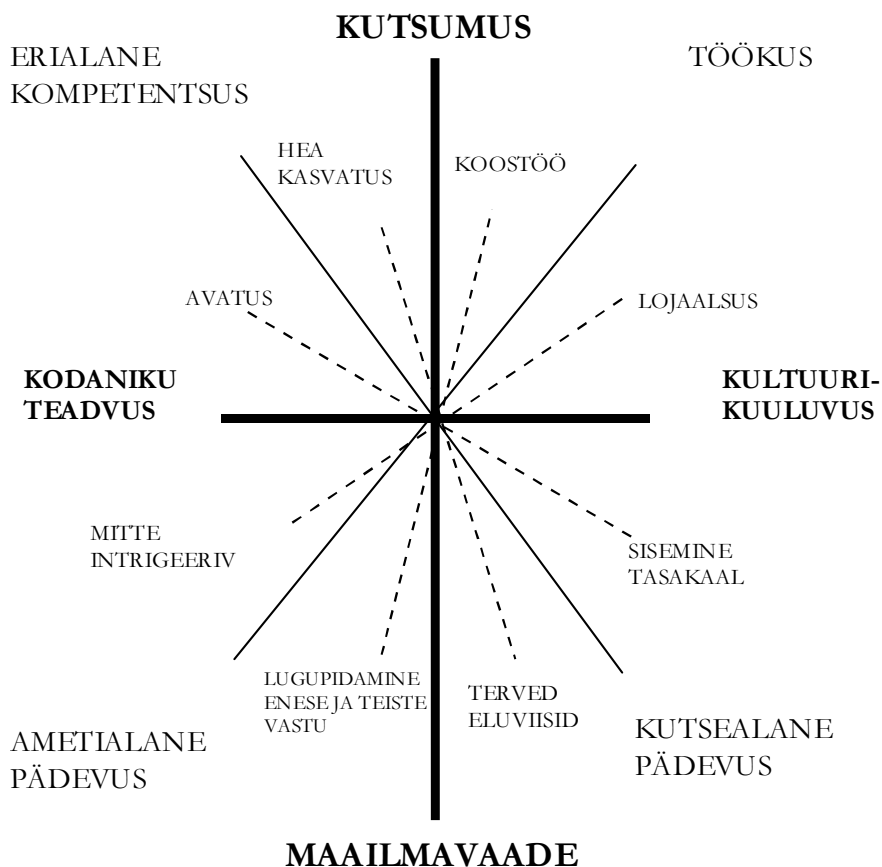 KUTSUMUS
ERIALANE
KOMPETENTSUS
TÖÖKUS
HEA
KASVATUS
KOOSTÖÖ
AVATUS
LOJAALSUS
KODANIKU
TEADVUS
KULTUURI-
KUULUVUS
MITTE
INTRIGEERIV
SISEMINE
TASAKAAL
LUGUPIDAMINE
ENESE JA TEISTE
VASTU
TERVED
ELUVIISID
AMETIALANE
PÄDEVUS
KUTSEALANE
PÄDEVUS
MAAILMAVAADE